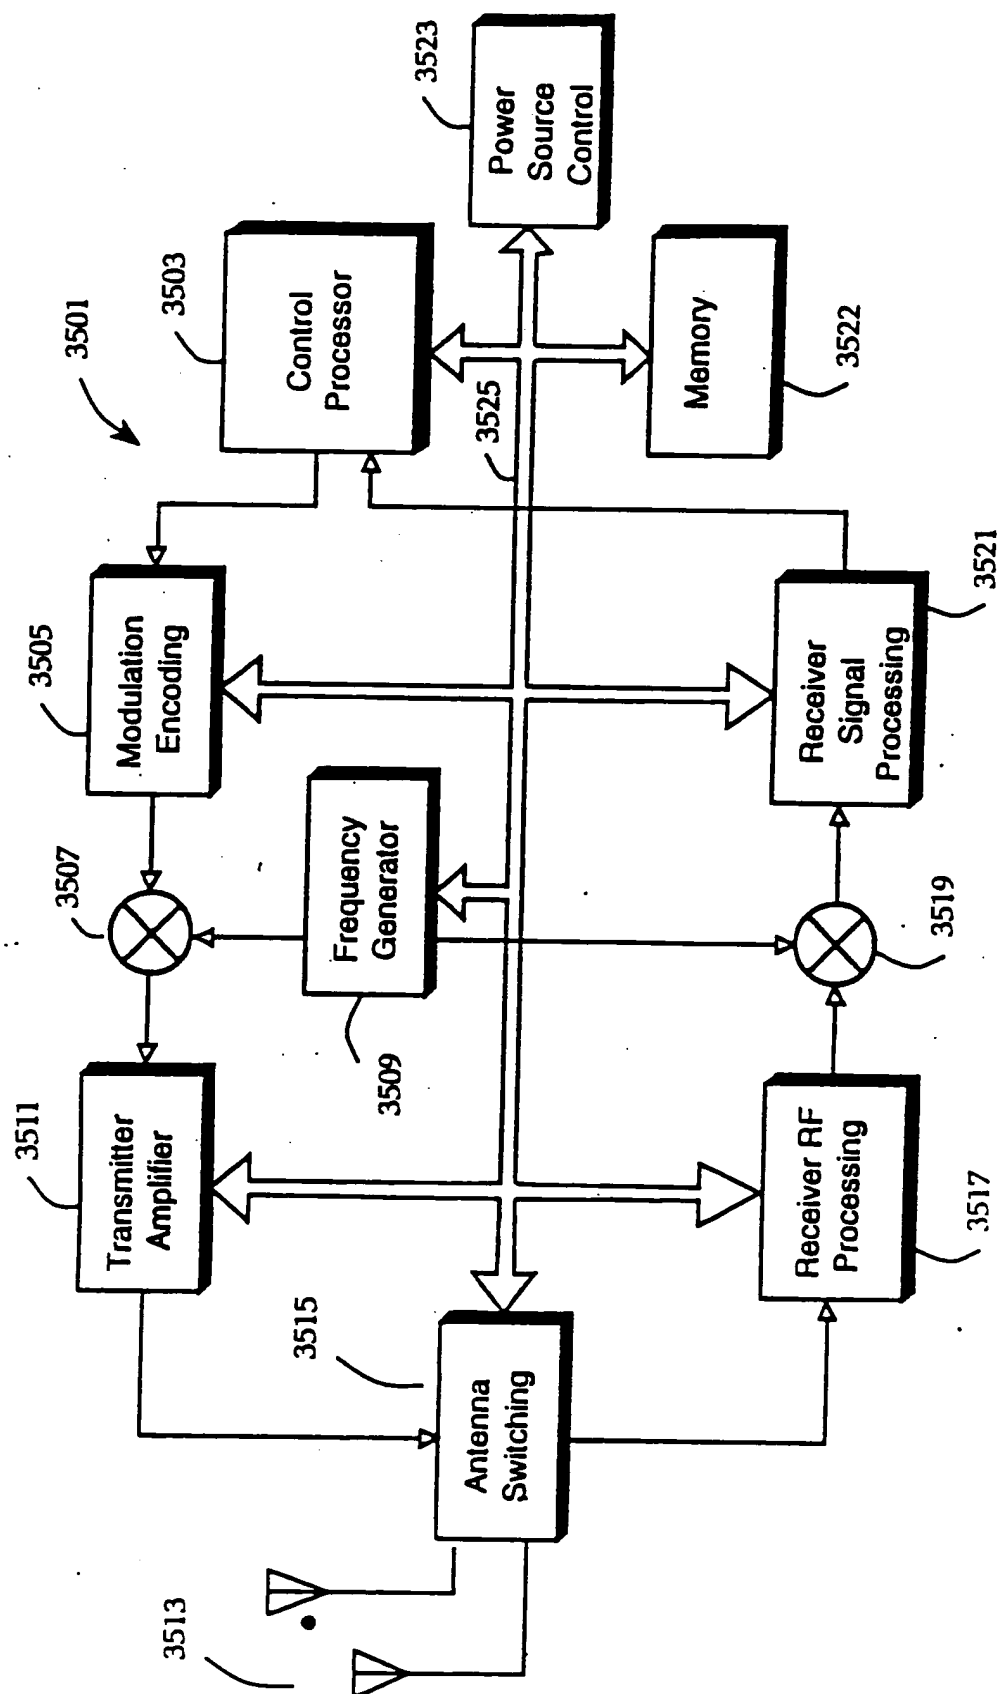 3501
3503
Control
Processor
3523
Power
Source
Control
3505
Modulation
Encoding
3507
3509
Frequency
Generator
3525
Memory
3522
3511
Transmitter
Amplifier
3513
3515
Antenna
Switching
3517
Receiver RF
Processing
3519
3521
Receiver
Signal
Processing